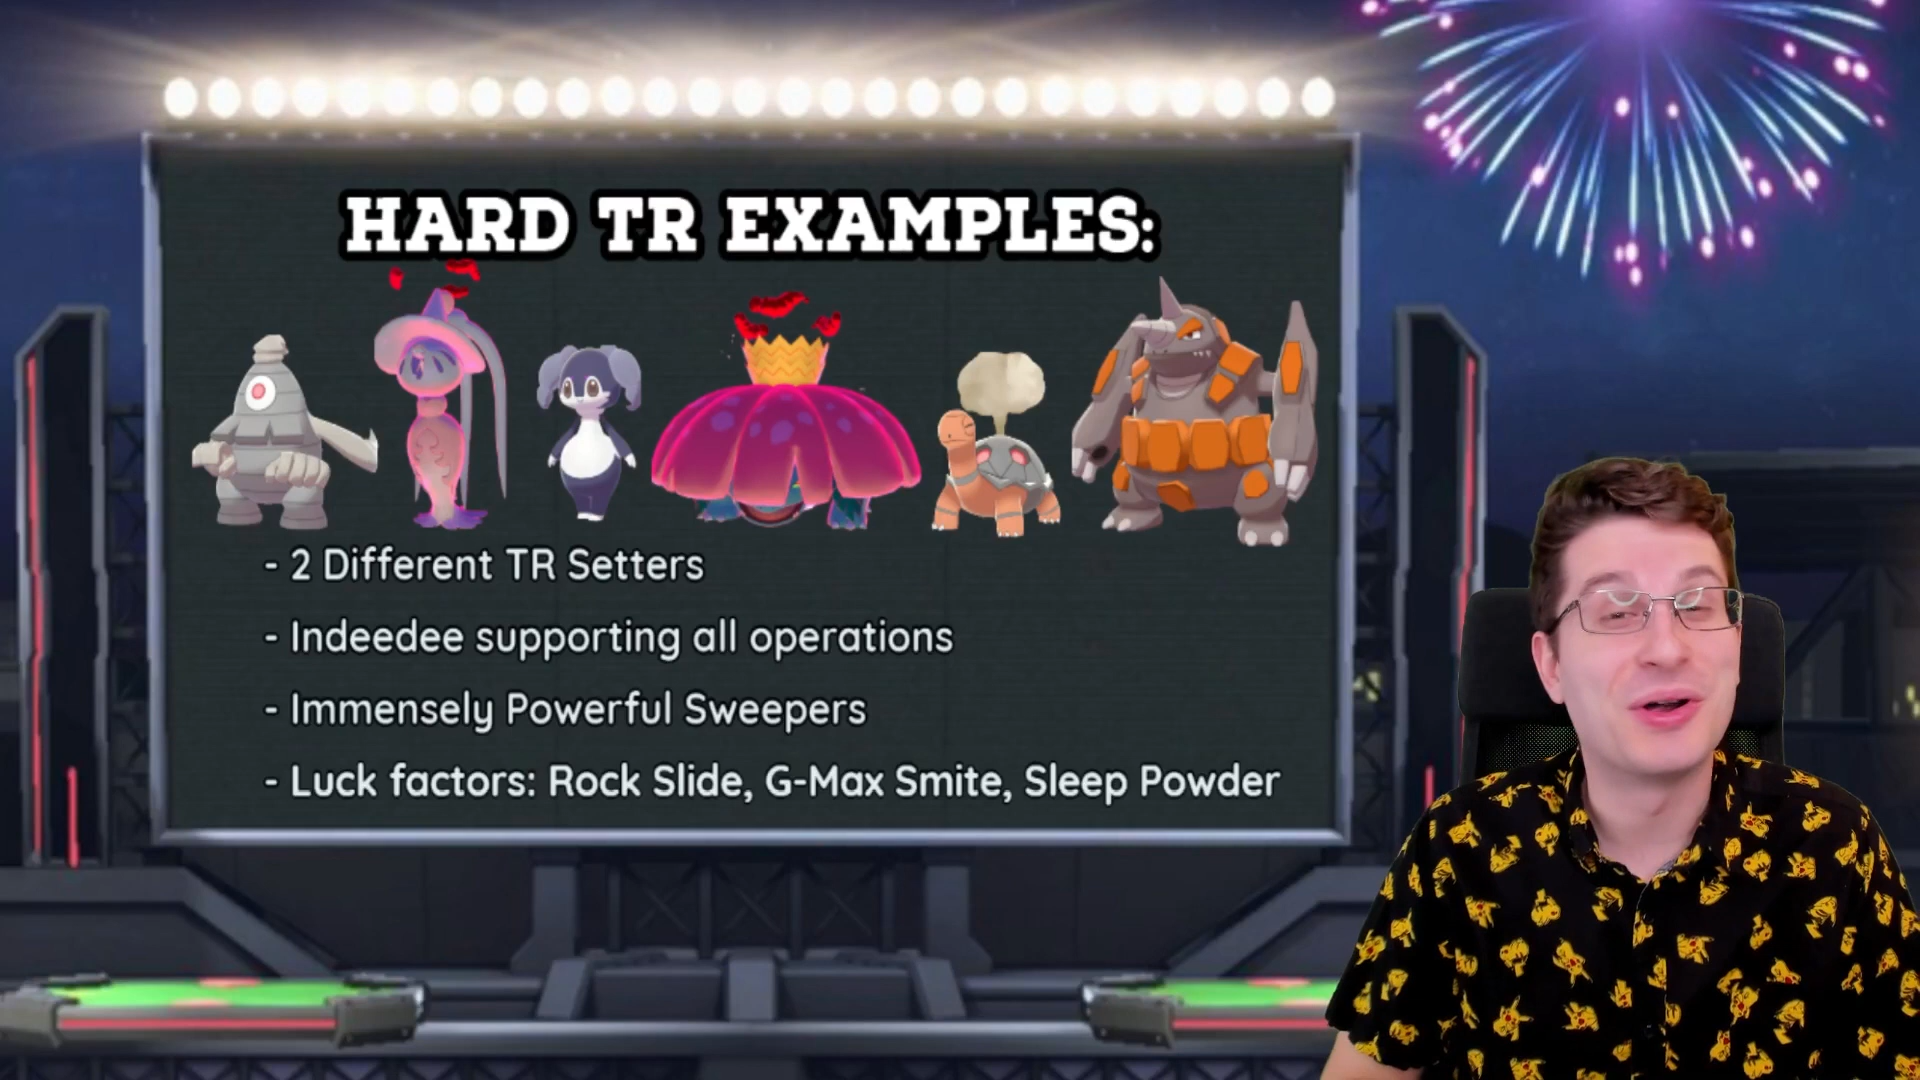 HARD TR EXAMPLES:
- 2 Different TR Setters
- Indeedee supporting all operations
- Immensely Powerful Sweepers
- Luck factors: Rock Slide, G-Max Smite, Sleep Powder